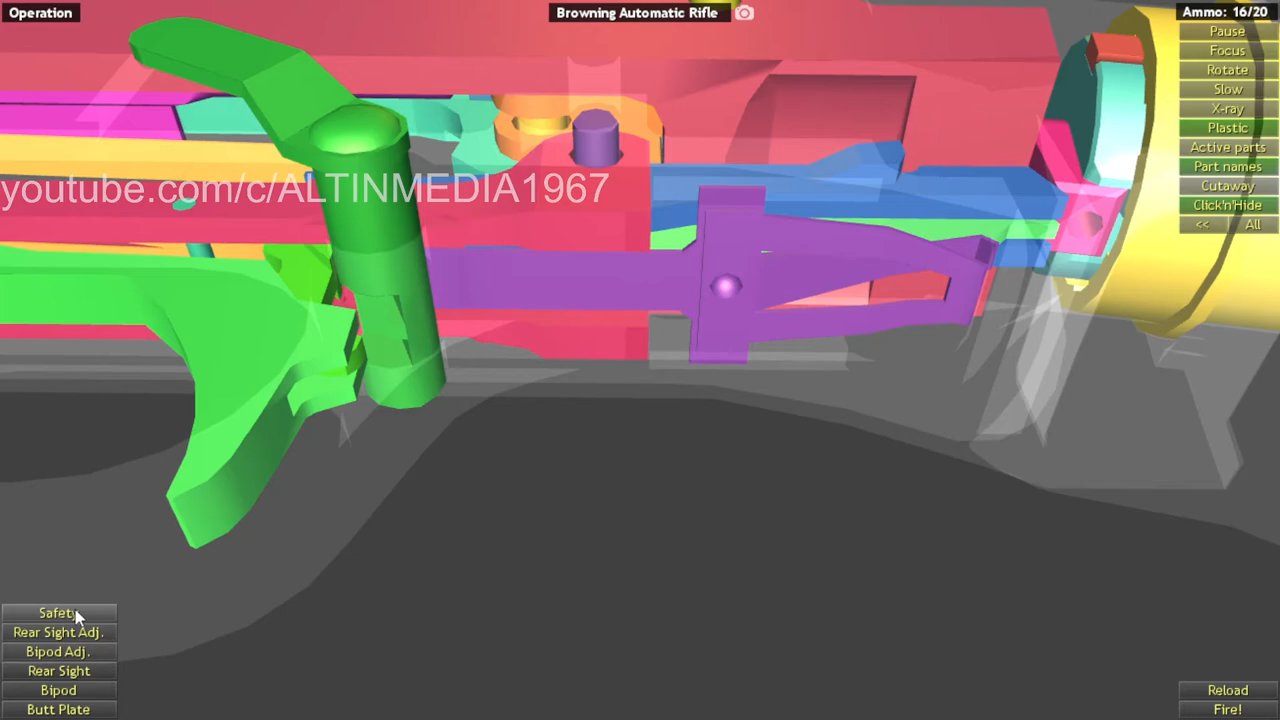 Operation
Browning Automatic Rifle
Ammo: 16/20
Pause
Focus
Rotate
Slow
X-ray
Plastic
Active parts
Part names
Cutaway
Click'n'Hide
<< All
youtube.com/c/ALTINMEDIA1967
Safety
Rear Sight Adj.
Bipod Adj.
Rear Sight
Bipod
Butt Plate
Reload
Fire!